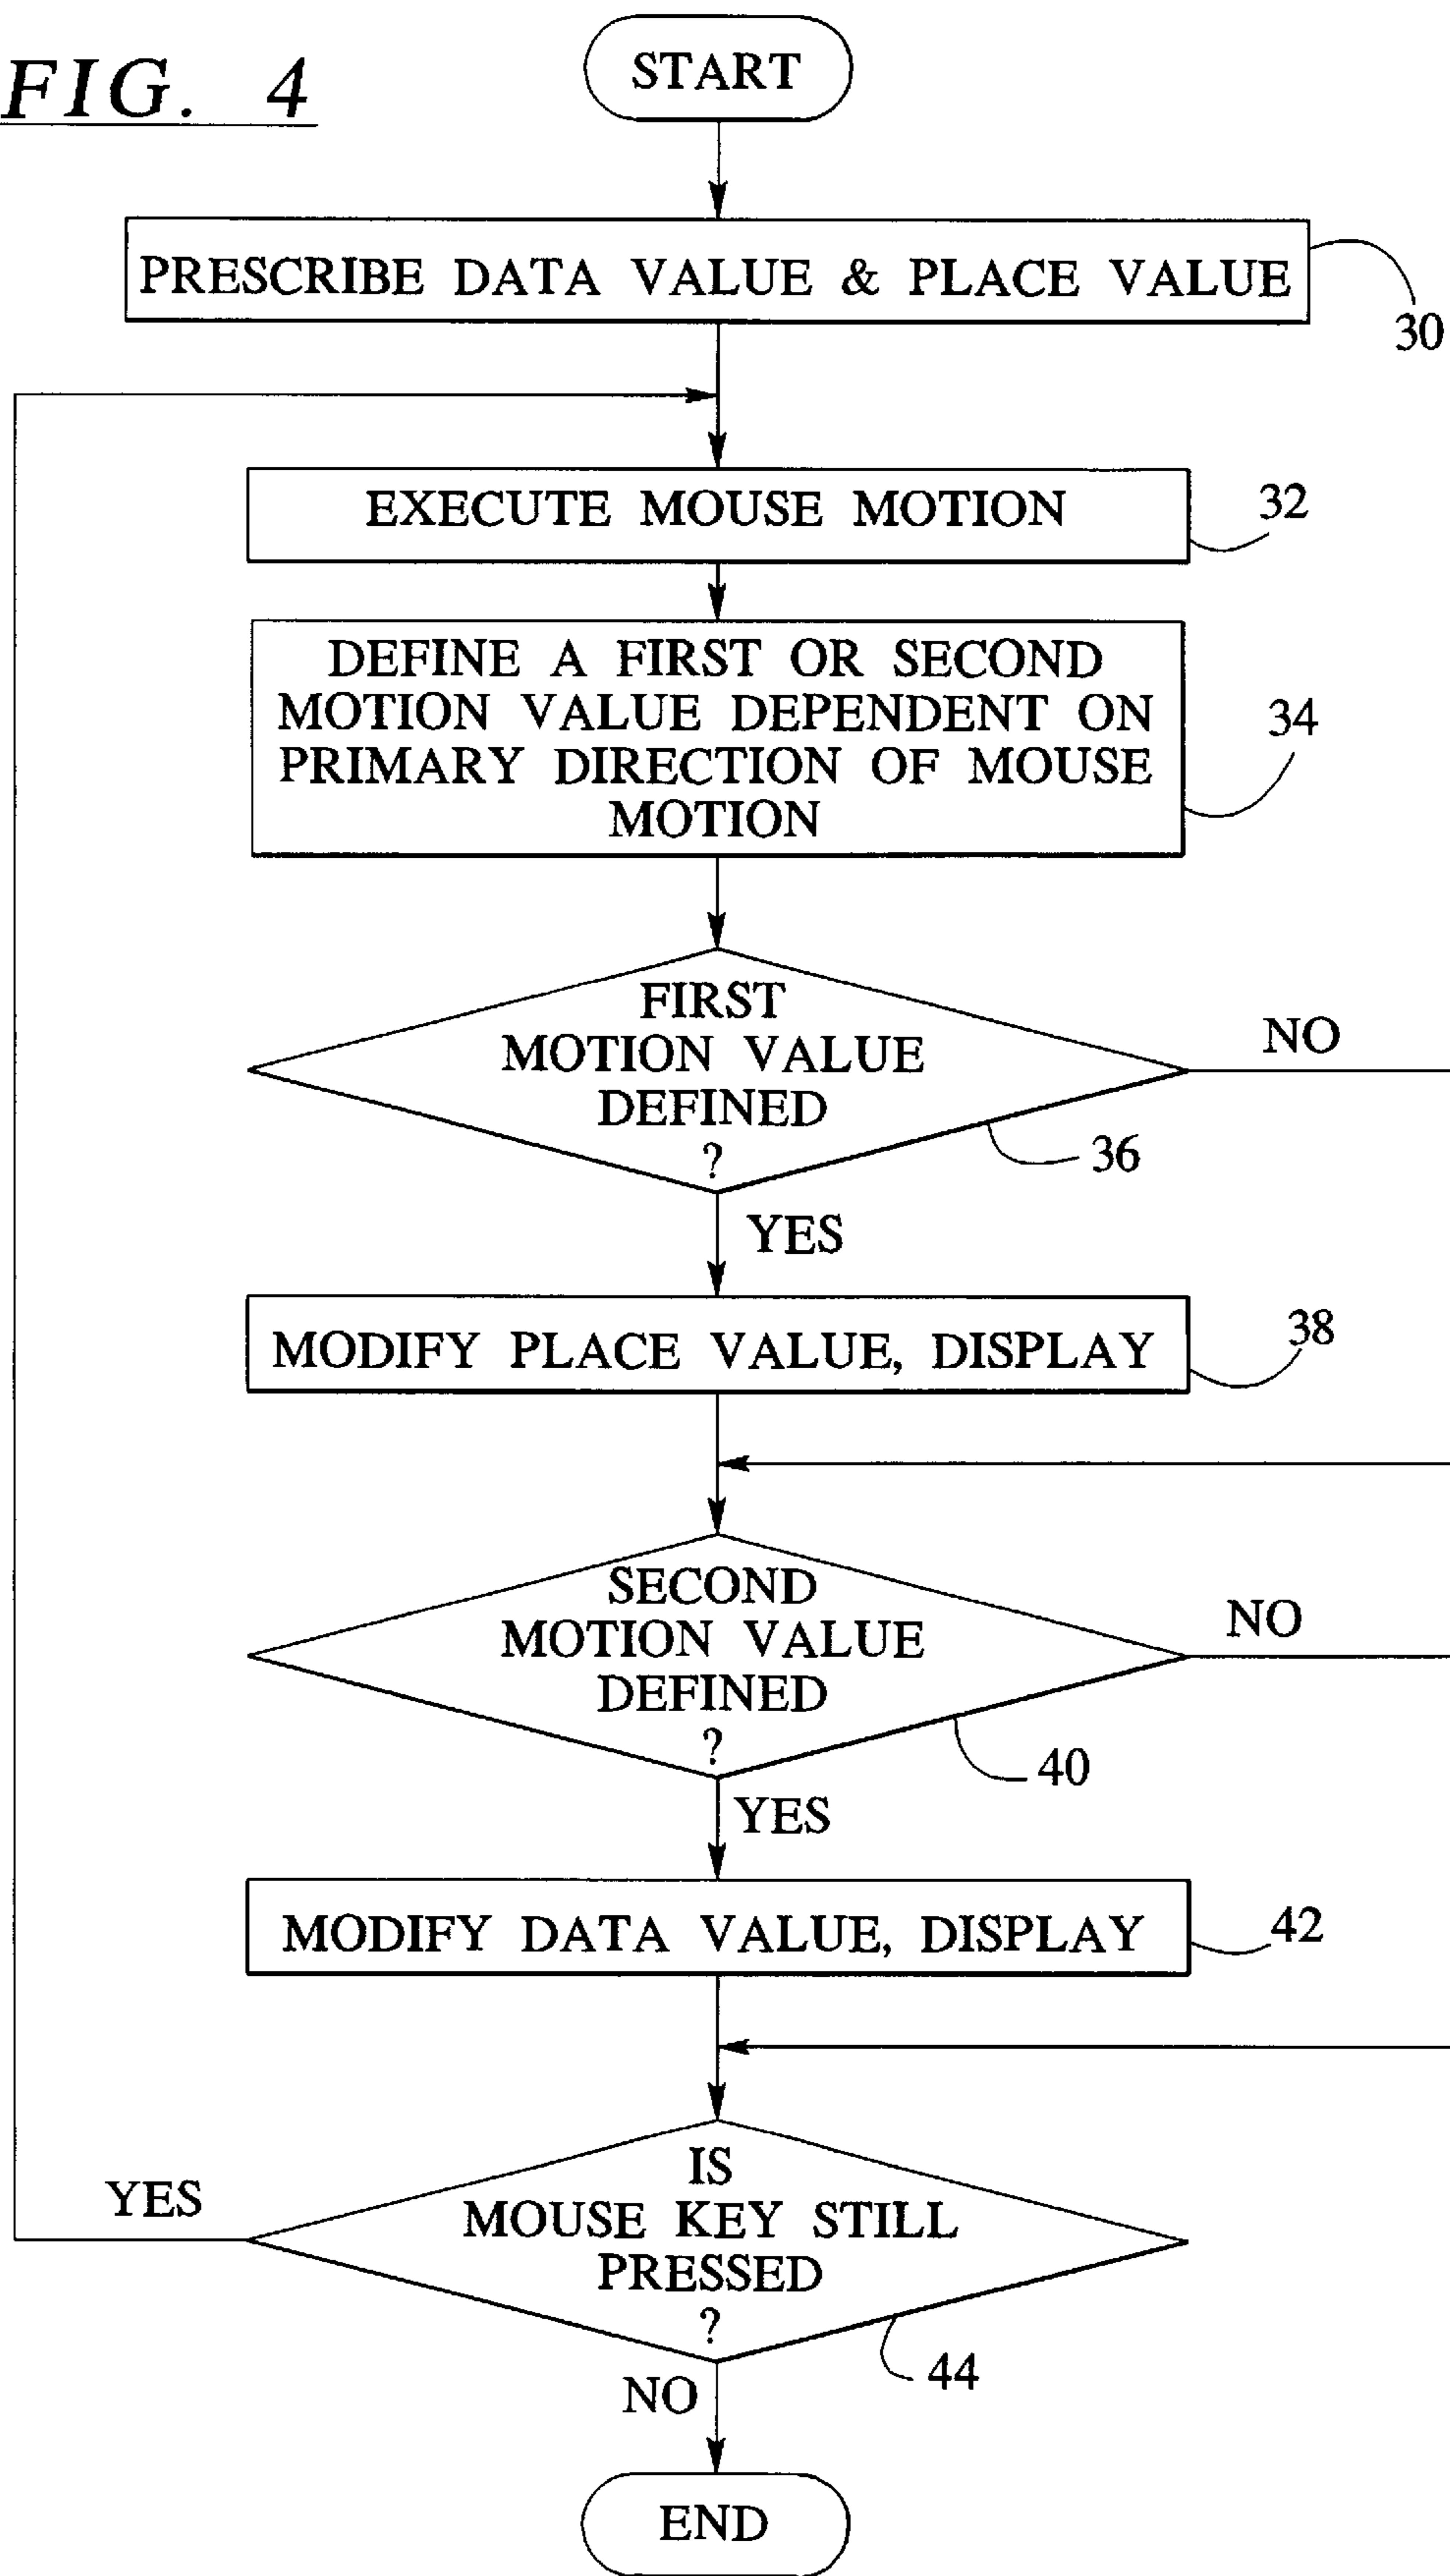 FIG. 4
START
PRESCRIBE DATA VALUE & PLACE VALUE
30
EXECUTE MOUSE MOTION
32
DEFINE A FIRST OR SECOND
MOTION VALUE DEPENDENT ON
PRIMARY DIRECTION OF MOUSE
MOTION
34
FIRST
MOTION VALUE
DEFINED
?
NO
36
YES
MODIFY PLACE VALUE, DISPLAY
38
SECOND
MOTION VALUE
DEFINED
?
NO
40
YES
MODIFY DATA VALUE, DISPLAY
42
IS
MOUSE KEY STILL
PRESSED
?
YES
44
NO
END